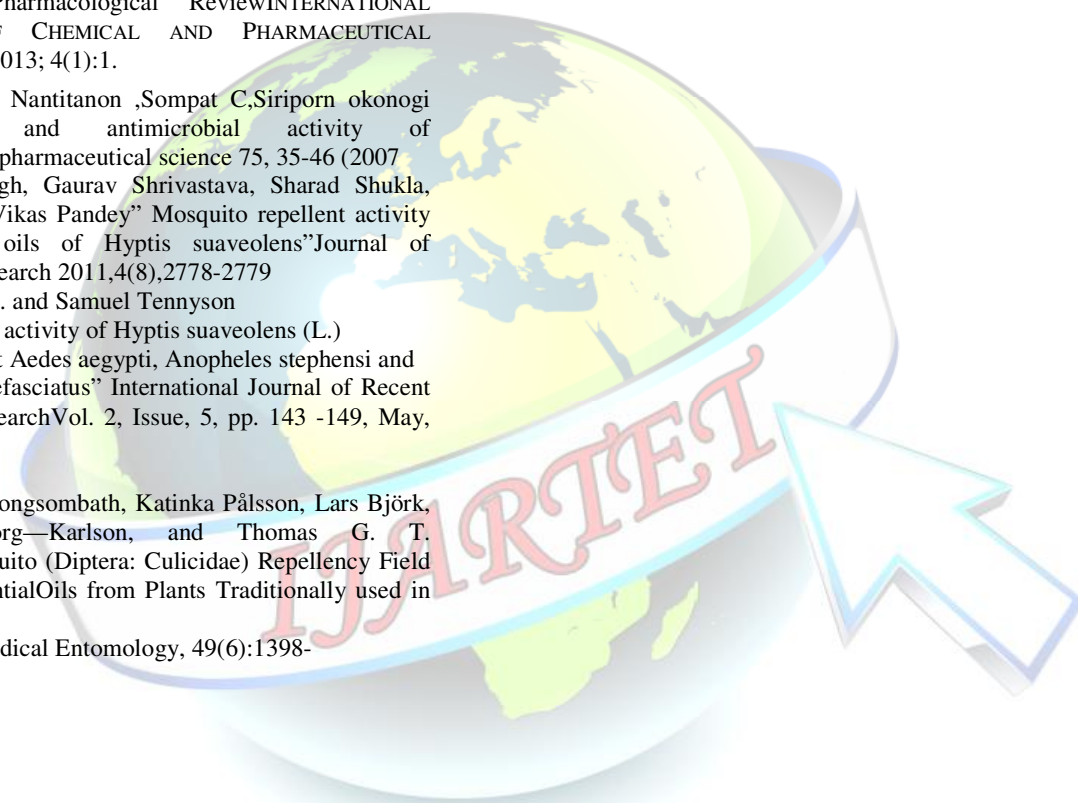 Pharmacological ReviewINTERNATIONAL
CHEMICAL AND PHARMACEUTICAL
013; 4(1):1.
Nantitanon ,Sompat C,Siriporn okonogi
and antimicrobial activity of
pharmaceutical science 75, 35-46 (2007
gh, Gaurav Shrivastava, Sharad Shukla,
Vikas Pandey” Mosquito repellent activity
oils of Hyptis suaveolens”Journal of
earch 2011,4(8),2778-2779
. and Samuel Tennyson
activity of Hyptis suaveolens (L.)
t Aedes aegypti, Anopheles stephensi and
efasciatus” International Journal of Recent
earchVol. 2, Issue, 5, pp. 143 -149, May,
ongsombath, Katinka Pålsson, Lars Björk,
org—Karlson, and Thomas G. T.
uito (Diptera: Culicidae) Repellency Field
ntialOils from Plants Traditionally used in
dical Entomology, 49(6):1398-
IJARTET